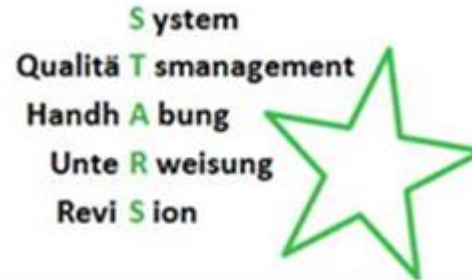 S ystem
Qualitä T smanagement
Handh A bung
Unte R weisung
Revi S ion